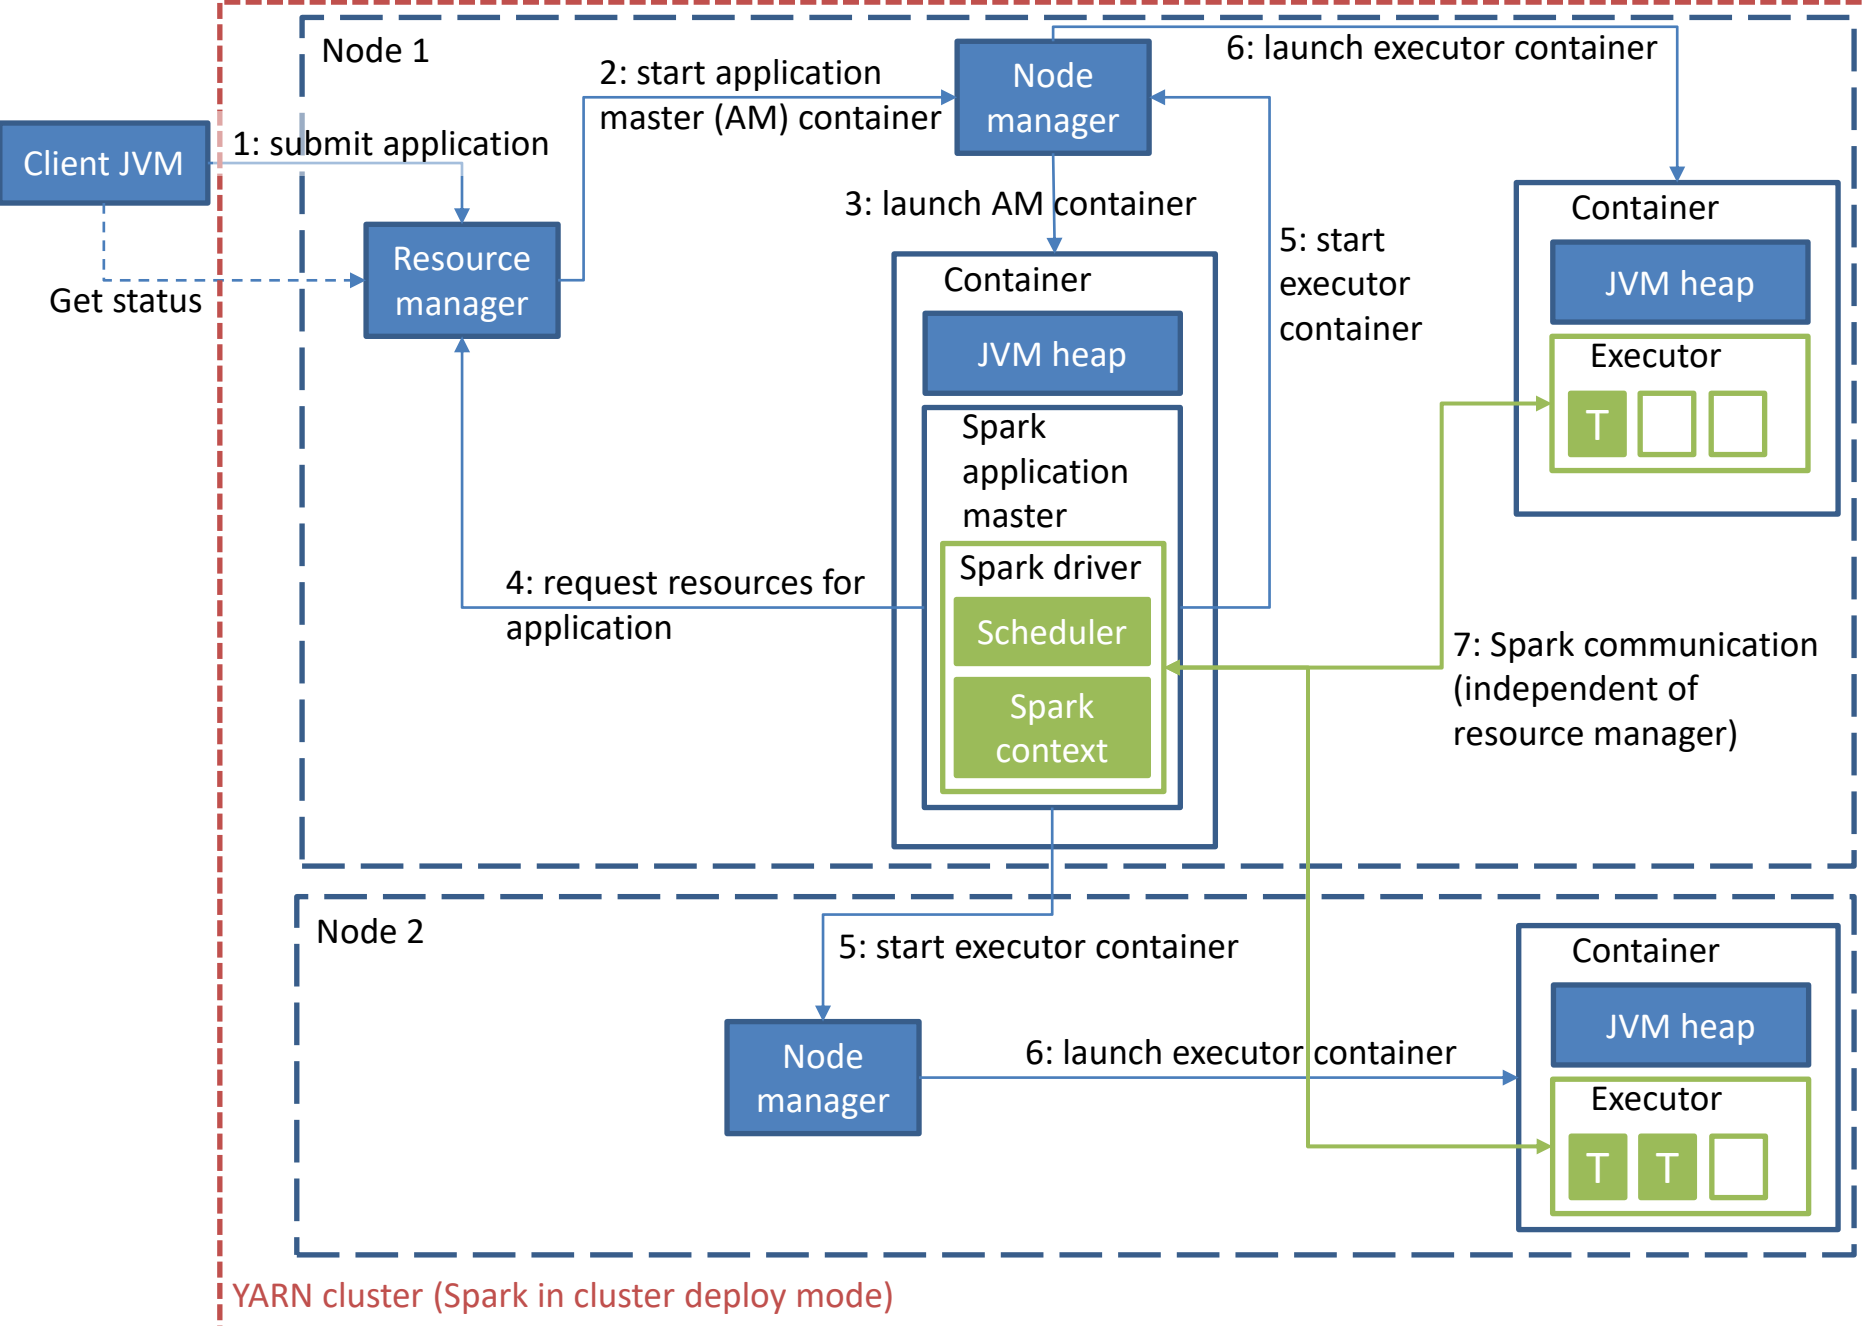 Node 1
6: launch executor container
2: start application
master (AM) container
Node
manager
1: submit application
Client JVM
3: launch AM container
Container
Resource
manager
5: start
executor
container
Get status
Container
JVM heap
JVM heap
Executor
T
Spark
application
master
Spark driver
4: request resources for
application
Scheduler
7: Spark communication
(independent of
resource manager)
Spark
context
Node 2
5: start executor container
Container
JVM heap
Node
manager
6: launch executor container
Executor
T T
YARN cluster (Spark in cluster deploy mode)